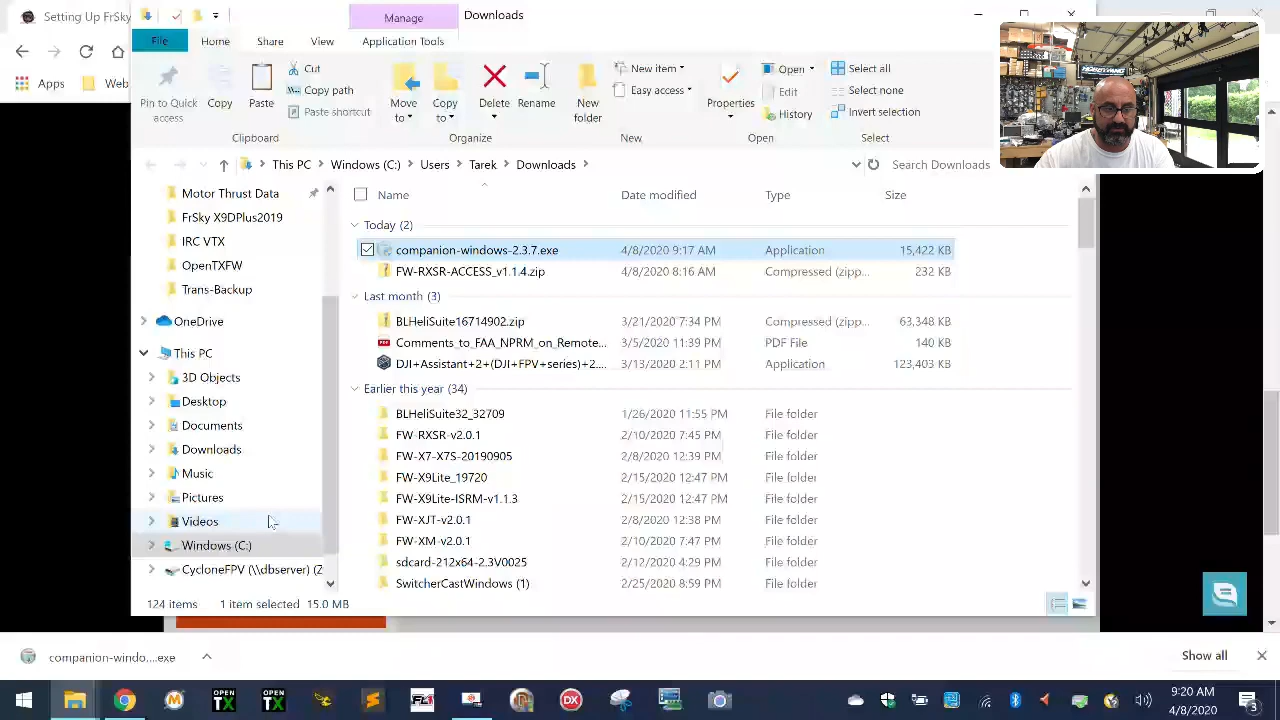 Setting Up FrSky
Manage
Downloads
File
Home
Share
View
Application Tools
Apps
Web
Pin to Quick access
Copy
Paste
Copy path
Paste shortcut
Move to
Copy to
Delete
Rename
New folder
New item
Easy access
Properties
Open
Edit
History
Select all
Select none
Invert selection
Clipboard
Organize
New
Open
Select
This PC
Windows (C:)
Users
Downloads
Search Downloads
Name
Date modified
Type
Size
Motor Thrust Data
FrSky X9DPlus2019
IRC VTX
OpenTXFW
Trans-Backup
OneDrive
This PC
3D Objects
Desktop
Documents
Downloads
Music
Pictures
Videos
Windows (C:)
CycloneFPV (\\dbserver) (Z
Today (2)
companion-windows-2.3.7.exe 4/8/2020 9:17 AM Application 15,422 KB
FW-RXSR-ACCESS_v1.1.4.zip 4/8/2020 8:16 AM Compressed (zipp... 232 KB
Last month (3)
BLHeliSuite16714902.zip 3/21/2020 7:34 PM Compressed (zipp... 63,348 KB
Comments_to_FAA_NPRM_on_Remote... 3/5/2020 11:39 PM PDF File 140 KB
DJI+Assistant+2+(DJI+FPV+series)+2.... 3/13/2020 2:11 PM Application 123,403 KB
Earlier this year (34)
BLHeliSuite32_32709 1/26/2020 11:55 PM File folder
FW-RXSR-v2.0.1 2/10/2020 7:45 PM File folder
FW-X7-X7S-20190905 2/8/2020 12:39 PM File folder
FW-X9Lite_19720 2/15/2020 12:47 PM File folder
FW-X9Lite-ISRM-v1.1.3 2/15/2020 12:47 PM File folder
FW-XJT-v2.0.1 2/8/2020 12:38 PM File folder
FW-XM-v2.0.1 2/10/2020 7:47 PM File folder
sdcard-212x64-2.3V0025 2/12/2020 4:29 PM File folder
SwitcherCastWindows (1) 2/25/2020 8:59 PM File folder
124 items 1 item selected 15.0 MB
companion-windo....exe
Show all
OPEN TX
OPEN TX
9:20 AM
4/8/2020
3